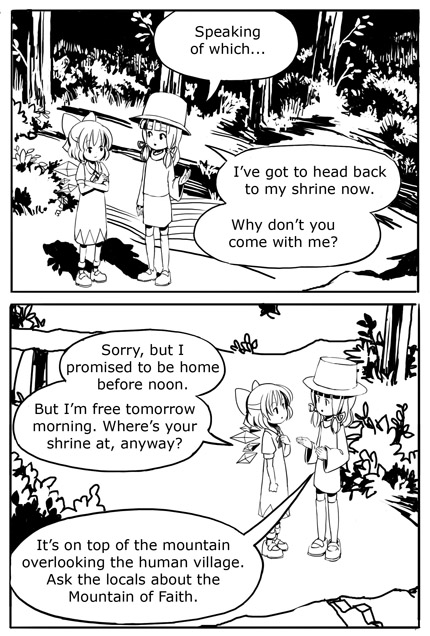 Speaking
of which...
I've got to head back
to my shrine now.
Why don't you
come with me?
Sorry, but I
promised to be home
before noon.
But I'm free tomorrow
morning. Where's your
shrine at, anyway?
It's on top of the mountain
overlooking the human village.
Ask the locals about the
Mountain of Faith.